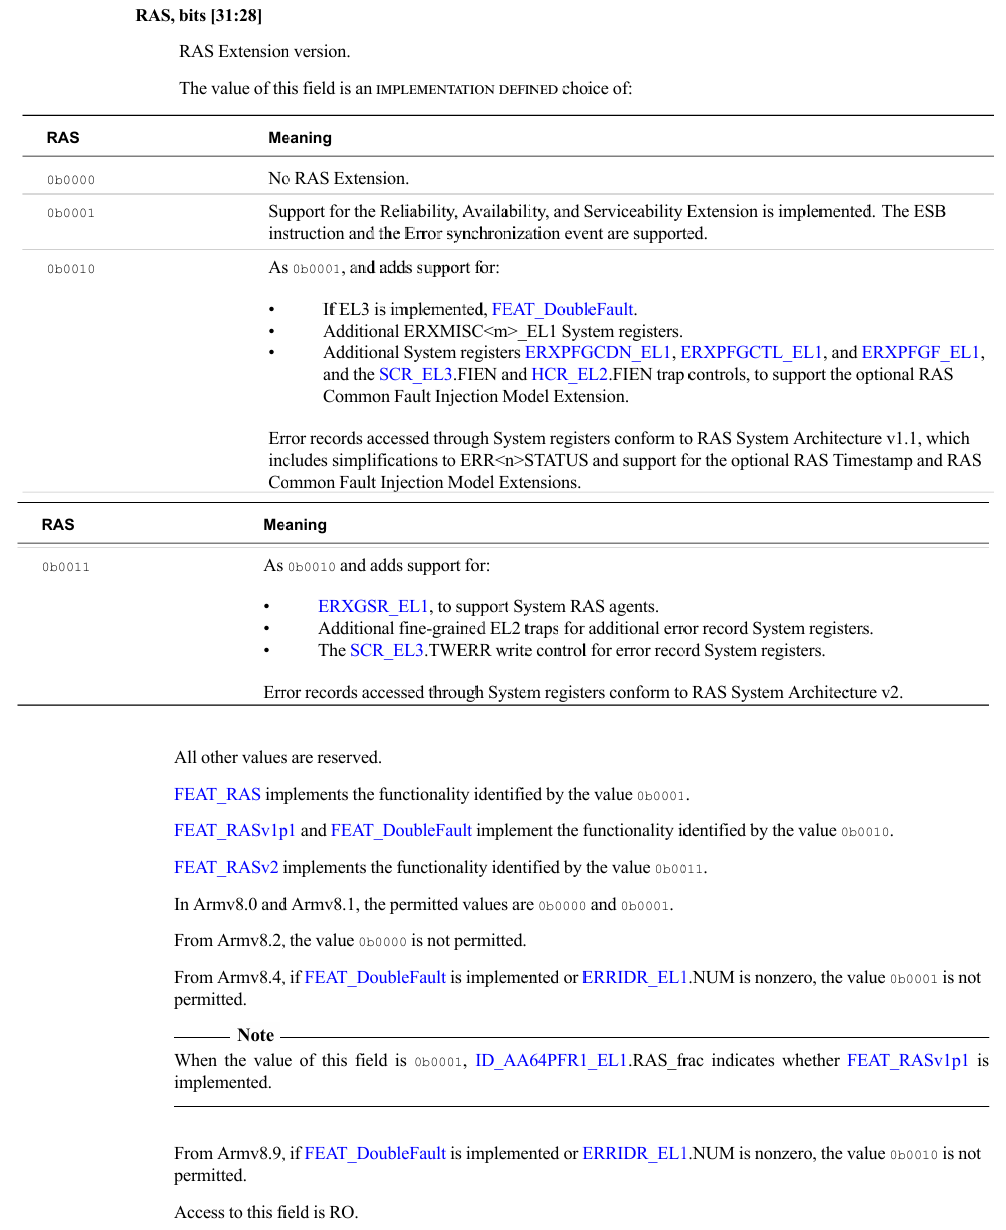 RAS, bits [31:28]
RAS Extension version.
The value of this field is an IMPLEMENTATION DEFINED choice of:
RAS Meaning
0b0000 No RAS Extension.
0b0001 Support for the Reliability, Availability, and Serviceability Extension is implemented. The ESB
instruction and the Error synchronization event are supported.
0b0010 As 0b0001, and adds support for:
• If EL3 is implemented, FEAT_DoubleFault.
• Additional ERXMISC<m>_EL1 System registers.
• Additional System registers ERXPFGCDN_EL1, ERXPFGCTL_EL1, and ERXPFGF_EL1,
and the SCR_EL3.FIEN and HCR_EL2.FIEN trap controls, to support the optional RAS
Common Fault Injection Model Extension.
Error records accessed through System registers conform to RAS System Architecture v1.1, which
includes simplifications to ERR<n>STATUS and support for the optional RAS Timestamp and RAS
Common Fault Injection Model Extensions.
RAS Meaning
0b0011 As 0b0010 and adds support for:
• ERXGSR_EL1, to support System RAS agents.
• Additional fine-grained EL2 traps for additional error record System registers.
• The SCR_EL3.TWERR write control for error record System registers.
Error records accessed through System registers conform to RAS System Architecture v2.
All other values are reserved.
FEAT_RAS implements the functionality identified by the value 0b0001.
FEAT_RASv1p1 and FEAT_DoubleFault implement the functionality identified by the value 0b0010.
FEAT_RASv2 implements the functionality identified by the value 0b0011.
In Armv8.0 and Armv8.1, the permitted values are 0b0000 and 0b0001.
From Armv8.2, the value 0b0000 is not permitted.
From Armv8.4, if FEAT_DoubleFault is implemented or ERRIDR_EL1.NUM is nonzero, the value 0b0001 is not
permitted.
Note
When the value of this field is 0b0001, ID_AA64PFR1_EL1.RAS_frac indicates whether FEAT_RASv1p1 is
implemented.
From Armv8.9, if FEAT_DoubleFault is implemented or ERRIDR_EL1.NUM is nonzero, the value 0b0010 is not
permitted.
Access to this field is RO.